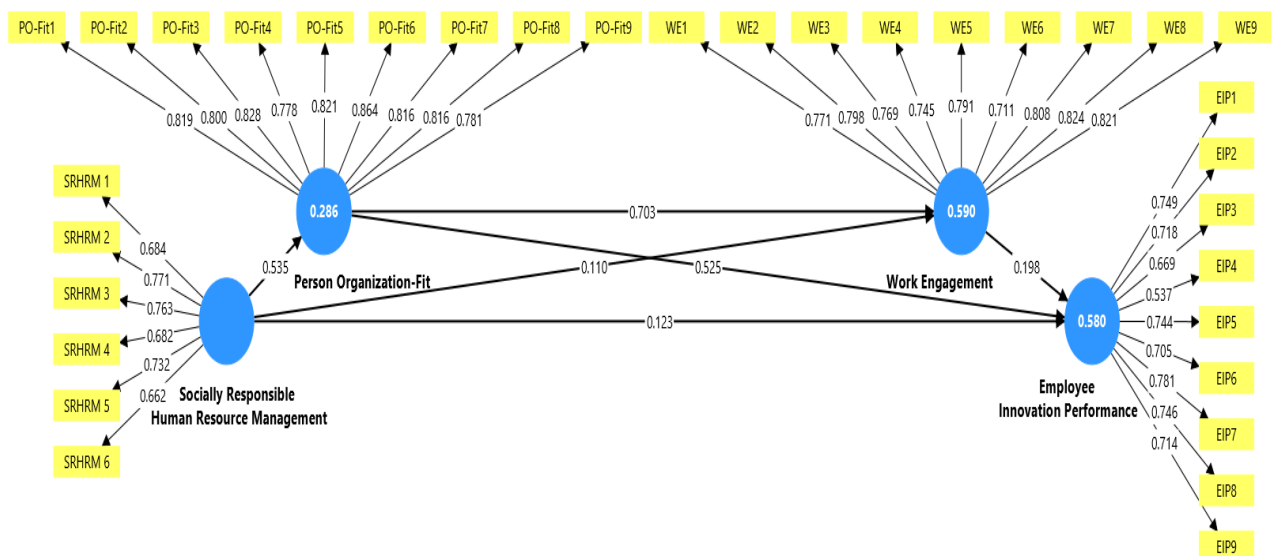 PO-Fit1 PO-Fit2 PO-Fit3 PO-Fit4 PO-Fit5 PO-Fit6 PO-Fit7 PO-Fit8 PO-Fit9 WE1 WE2 WE3 WE4 WE5 WE6 WE7 WE8 WE9
EIP1
0.819 0.800 0.828 0.778 0.821 0.864 0.816 0.816 0.781 0.771 0.798 0.769 0.745 0.791 0.711 0.808 0.824 0.821
EIP2
SRHRM 1
0.749
0.718
EIP3
0.286
0.703
0.590
SRHRM 2
0.684
0.669
0.771
0.535
0.110
0.525
0.198
EIP4
Person Organization-Fit
Work Engagement
SRHRM 3
0.763
0.537
0.123
0.580
0.744
EIP5
SRHRM 4
0.682
0.705
0.732
EIP6
0.781
Socially Responsible
Human Resource Management
Employee
Innovation Performance
SRHRM 5
0.662
0.746
0.714
EIP7
SRHRM 6
EIP8
EIP9